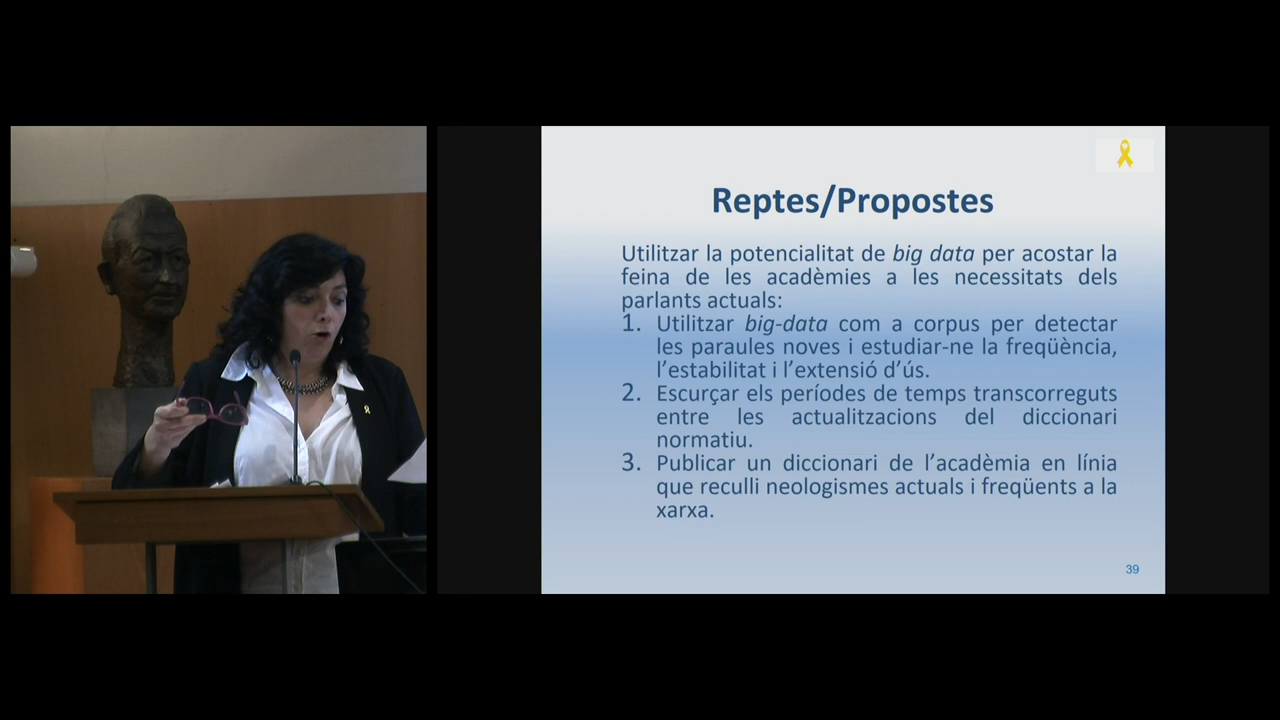 Reptes/Propostes
Utilitzar la potencialitat de big data per acostar la
feina de les acadèmies a les necessitats dels
parlants actuals:
1. Utilitzar big-data com a corpus per detectar
les paraules noves i estudiar-ne la freqüència,
l’estabilitat i l’extensió d’ús.
2. Escurçar els períodes de temps transcorreguts
entre les actualitzacions del diccionari
normatiu.
3. Publicar un diccionari de l’acadèmia en línia
que reculli neologismes actuals i freqüents a la
xarxa.
39